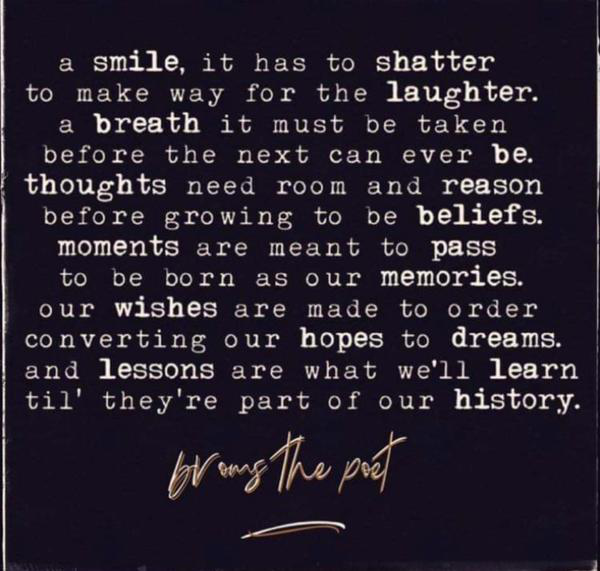 a smile, it has to shatter
to make way for the laughter.
a breath it must be taken
before the next can ever be.
thoughts need room and reason
before growing to be beliefs.
moments are meant to pass
to be born as our memories.
our wishes are made to order
converting our hopes to dreams.
and lessons are what we'll learn
til' they're part of our history.
broms the poet